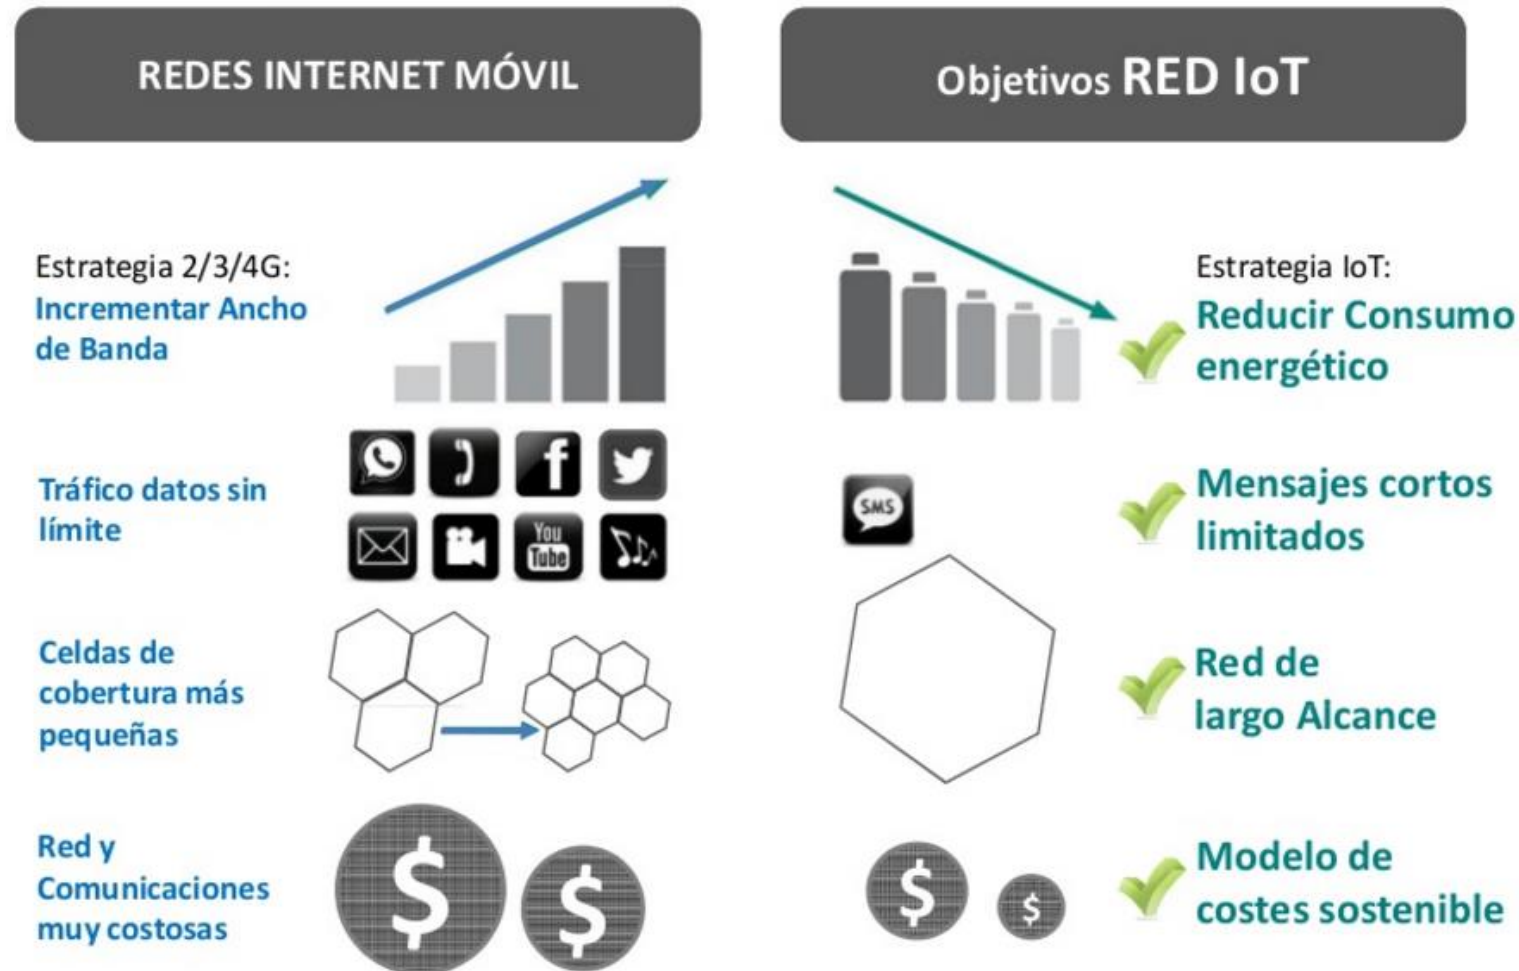 REDES INTERNET MÓVIL
Estrategia 2/3/4G:
Incrementar Ancho
de Banda
f
Tráfico datos sin
límite
You
Tube
Celdas de
cobertura más
pequeñas
Red y
Comunicaciones
muy costosas
$
$
Objetivos RED IoT
Estrategia IoT:
Reducir Consumo
energético
SMS
Mensajes cortos
limitados
Red de
largo Alcance
$
$
Modelo de
costes sostenible